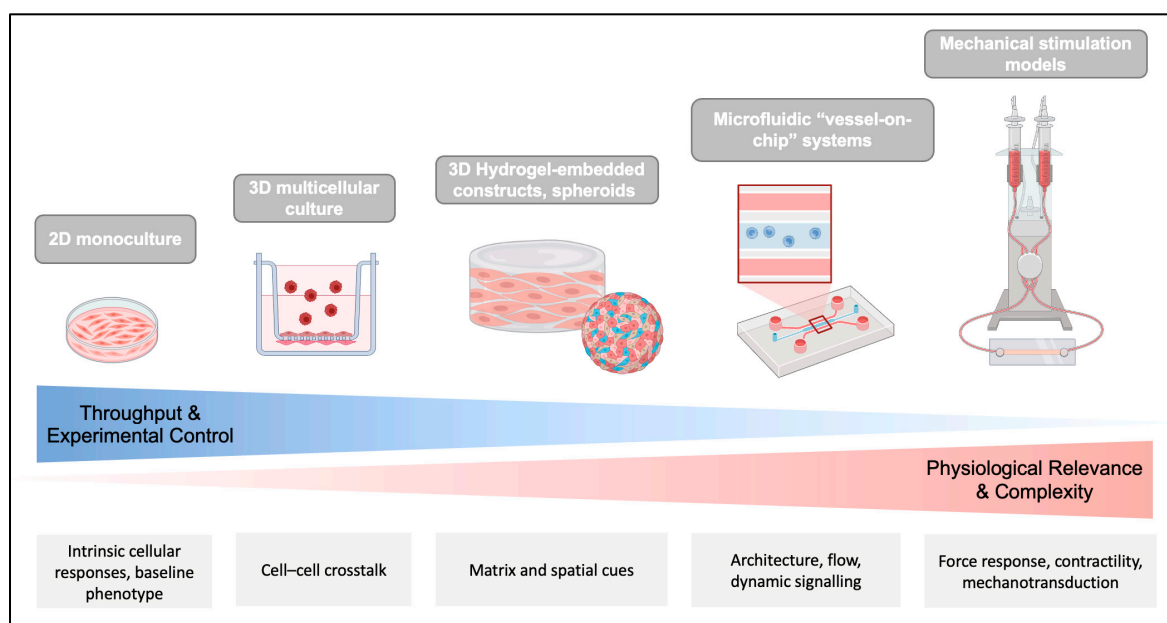 Mechanical stimulation
models
Microfluidic “vessel-on-
chip” systems
3D Hydrogel-embedded
constructs, spheroids
3D multicellular
culture
2D monoculture
Throughput &
Experimental Control
Physiological Relevance
& Complexity
Intrinsic cellular
responses, baseline
phenotype
Cell–cell crosstalk
Matrix and spatial cues
Architecture, flow,
dynamic signalling
Force response, contractility,
mechanotransduction